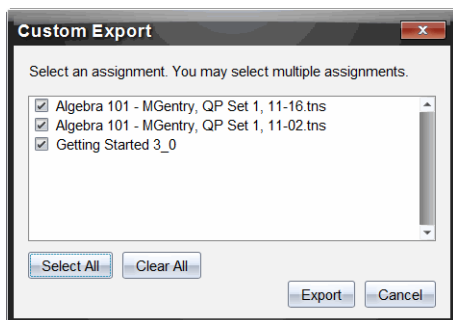 Custom Export
x
Select an assignment. You may select multiple assignments.
Algebra 101 - MGentry, QP Set 1, 11-16.tns
Algebra 101 - MGentry, QP Set 1, 11-02.tns
Getting Started 3_0
Select All Clear All
Export Cancel